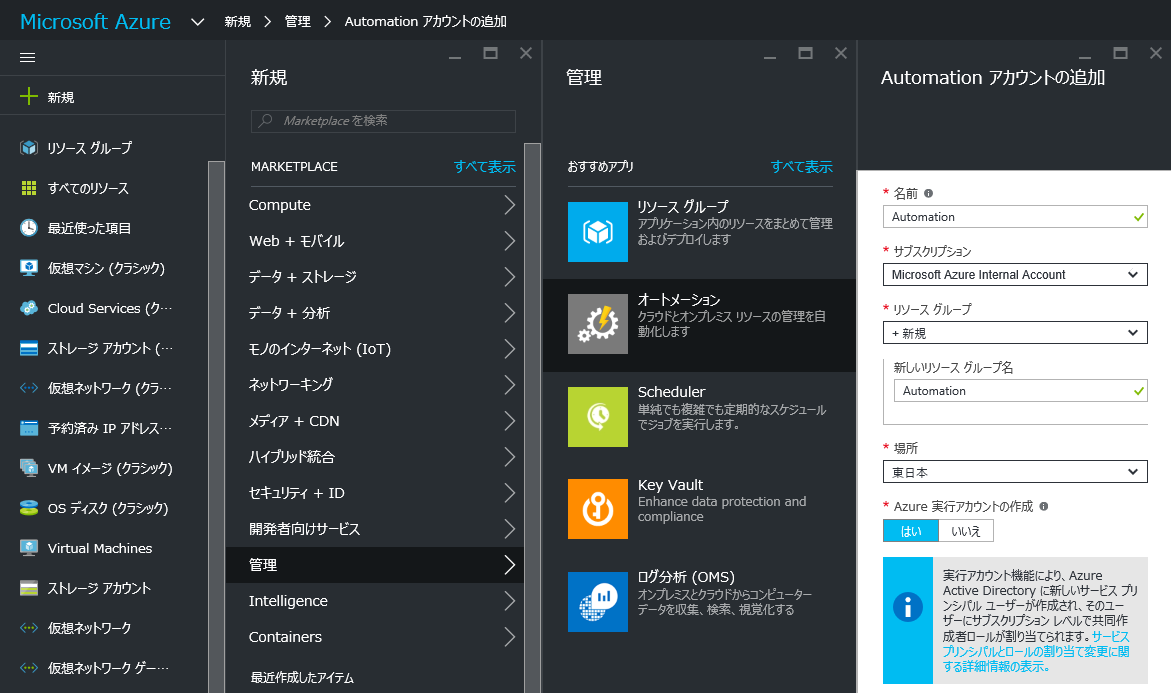 Microsoft Azure 新規 管理 Automation アカウントの追加
新規
リソース グループ
すべてのリソース
最近使った項目
仮想マシン (クラシック)
Cloud Services (ク…
ストレージ アカウント (…
仮想ネットワーク (クラ…
予約済み IP アドレス…
VM イメージ (クラシック)
OS ディスク (クラシック)
Virtual Machines
ストレージ アカウント
仮想ネットワーク
仮想ネットワーク ゲー…
新規
Marketplace を検索
MARKETPLACE すべて表示
Compute
Web + モバイル
データ + ストレージ
データ + 分析
モノのインターネット (IoT)
ネットワーキング
メディア + CDN
ハイブリッド統合
セキュリティ + ID
開発者向けサービス
管理
Intelligence
Containers
最近作成したアイテム
管理
おすすめアプリ すべて表示
リソース グループ
アプリケーション内のリソースをまとめて管理
およびデプロイします
オートメーション
クラウドとオンプレミス リソースの管理を自
動化します
Scheduler
単純でも複雑でも定期的なスケジュール
でジョブを実行します。
Key Vault
Enhance data protection and
compliance
ログ分析 (OMS)
オンプレミスとクラウドからコンピューター
データを収集、検索、視覚化する
Automation アカウントの追加
* 名前
Automation
* サブスクリプション
Microsoft Azure Internal Account
* リソース グループ
+ 新規
新しいリソース グループ名
Automation
* 場所
東日本
* Azure 実行アカウントの作成
はい いいえ
実行アカウント機能により、Azure
Active Directory に新しいサービス プリ
ンシパル ユーザーが作成され、そのユー
ザーにサブスクリプション レベルで共同作
成者ロールが割り当てられます。サービス
プリンシパルとロールの割り当て変更に関
する詳細情報の表示。